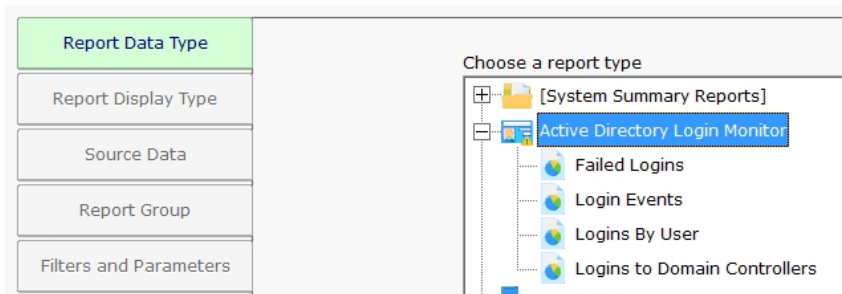 Report Data Type
Report Display Type
Source Data
Report Group
Filters and Parameters
Choose a report type
[System Summary Reports]
Active Directory Login Monitor
Failed Logins
Login Events
Logins By User
Logins to Domain Controllers